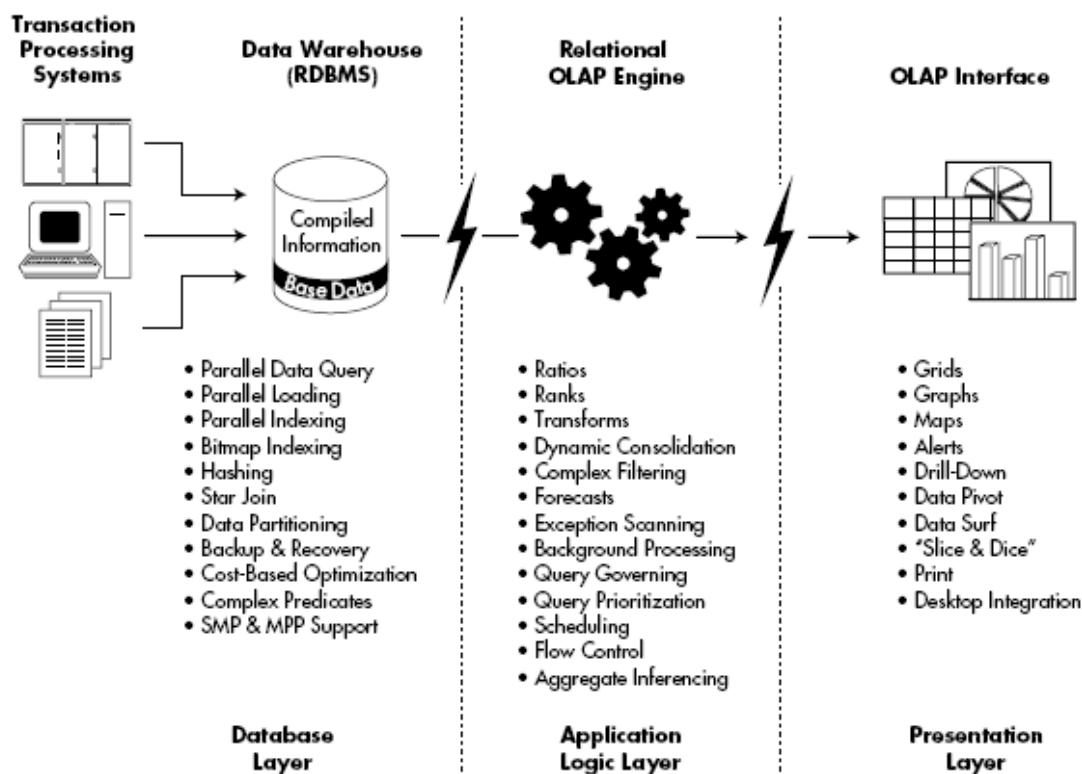 Transaction
Processing
Systems
Data Warehouse
(RDBMS)
Relational
OLAP Engine
OLAP Interface
Compiled
Information
Base Data
• Parallel Data Query
• Parallel Loading
• Parallel Indexing
• Bitmap Indexing
• Hashing
• Star Join
• Data Partitioning
• Backup & Recovery
• Cost-Based Optimization
• Complex Predicates
• SMP & MPP Support
• Ratios
• Ranks
• Transforms
• Dynamic Consolidation
• Complex Filtering
• Forecasts
• Exception Scanning
• Background Processing
• Query Governing
• Query Prioritization
• Scheduling
• Flow Control
• Aggregate Inferencing
• Grids
• Graphs
• Maps
• Alerts
• Drill-Down
• Data Pivot
• Data Surf
• “Slice & Dice”
• Print
• Desktop Integration
Database
Layer
Application
Logic Layer
Presentation
Layer